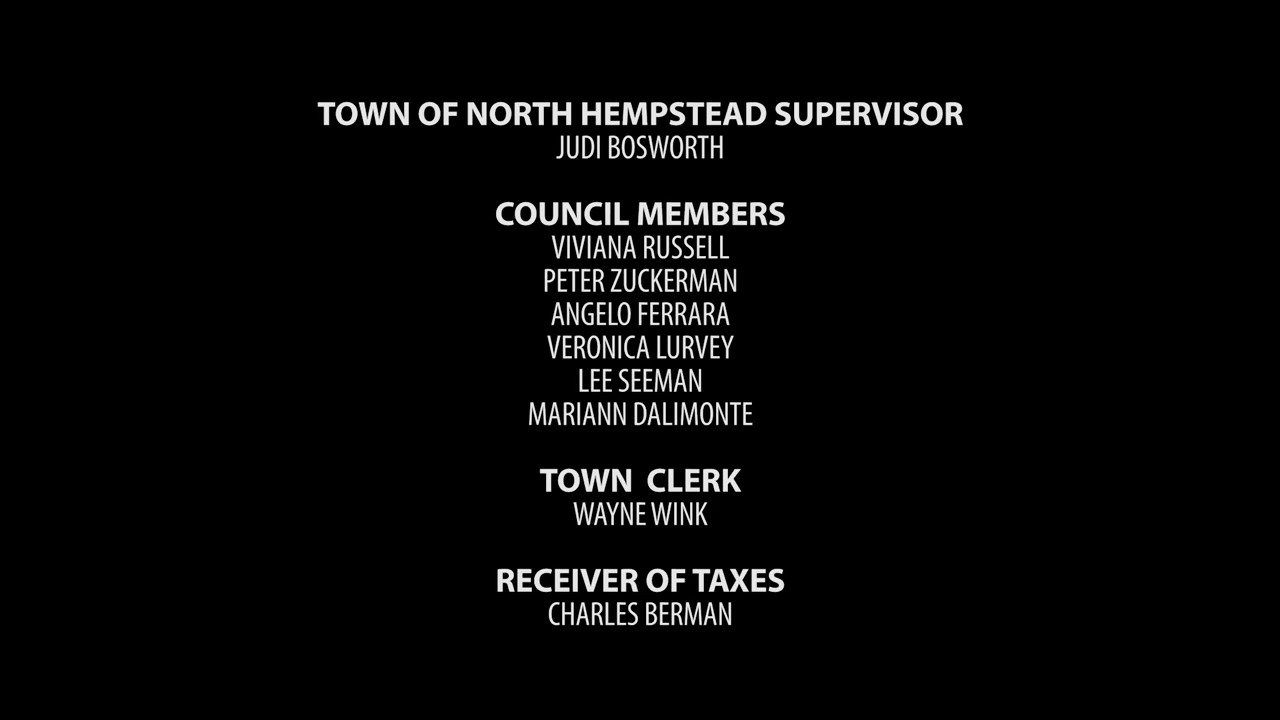 TOWN OF NORTH HEMPSTEAD SUPERVISOR
JUDI BOSWORTH
COUNCIL MEMBERS
VIVIANA RUSSELL
PETER ZUCKERMAN
ANGELO FERRARA
VERONICA LURVEY
LEE SEEMAN
MARIANN DALIMONTE
TOWN  CLERK
WAYNE WINK
RECEIVER OF TAXES
CHARLES BERMAN